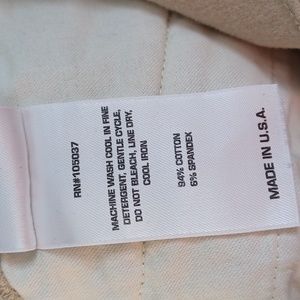 RN#105037
MACHINE WASH COOL IN FINE
DETERGENT, GENTLE CYCLE,
DO NOT BLEACH, LINE DRY,
COOL IRON
94% COTTON
6% SPANDEX
MADE IN U.S.A.